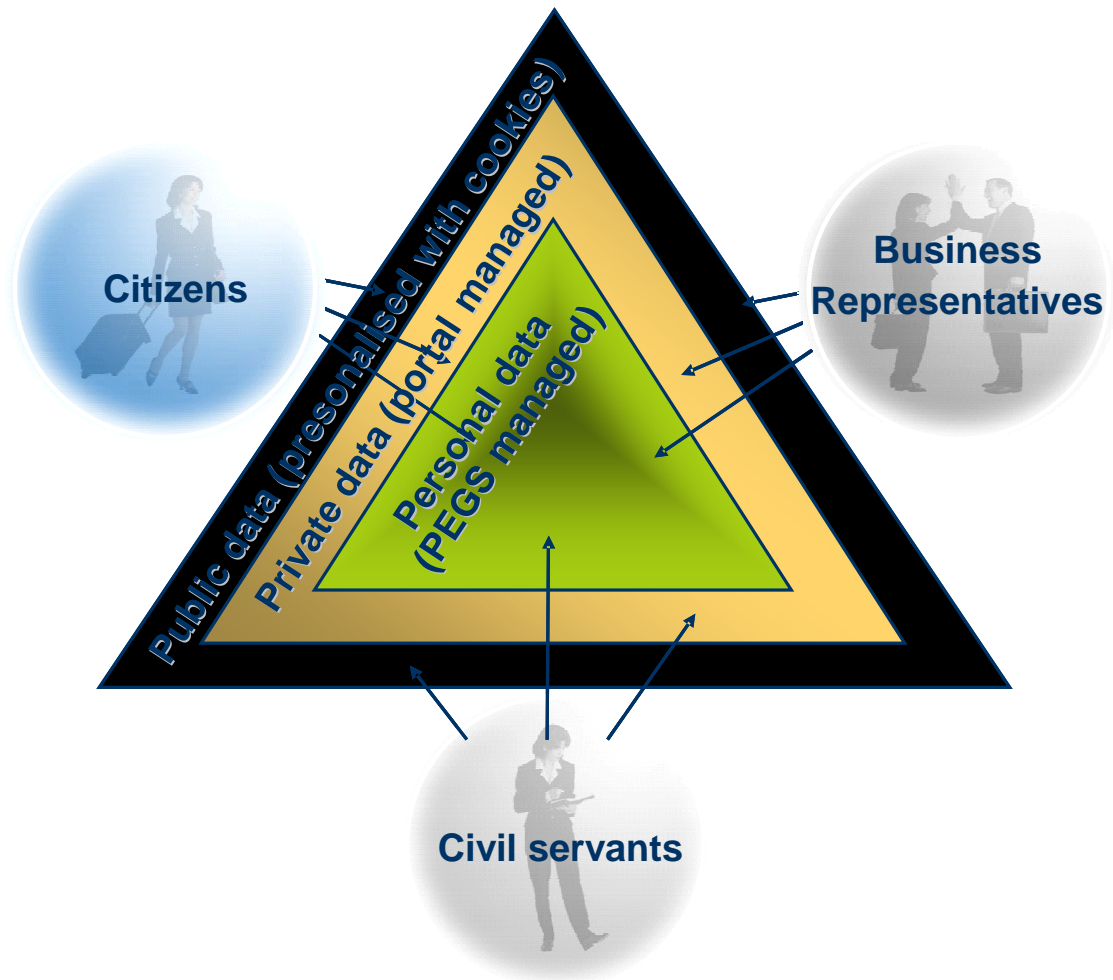 Public data (presonalised with cookies)
Private data (portal managed)
Personal data
(PEGS managed)
Citizens
Business
Representatives
Civil servants